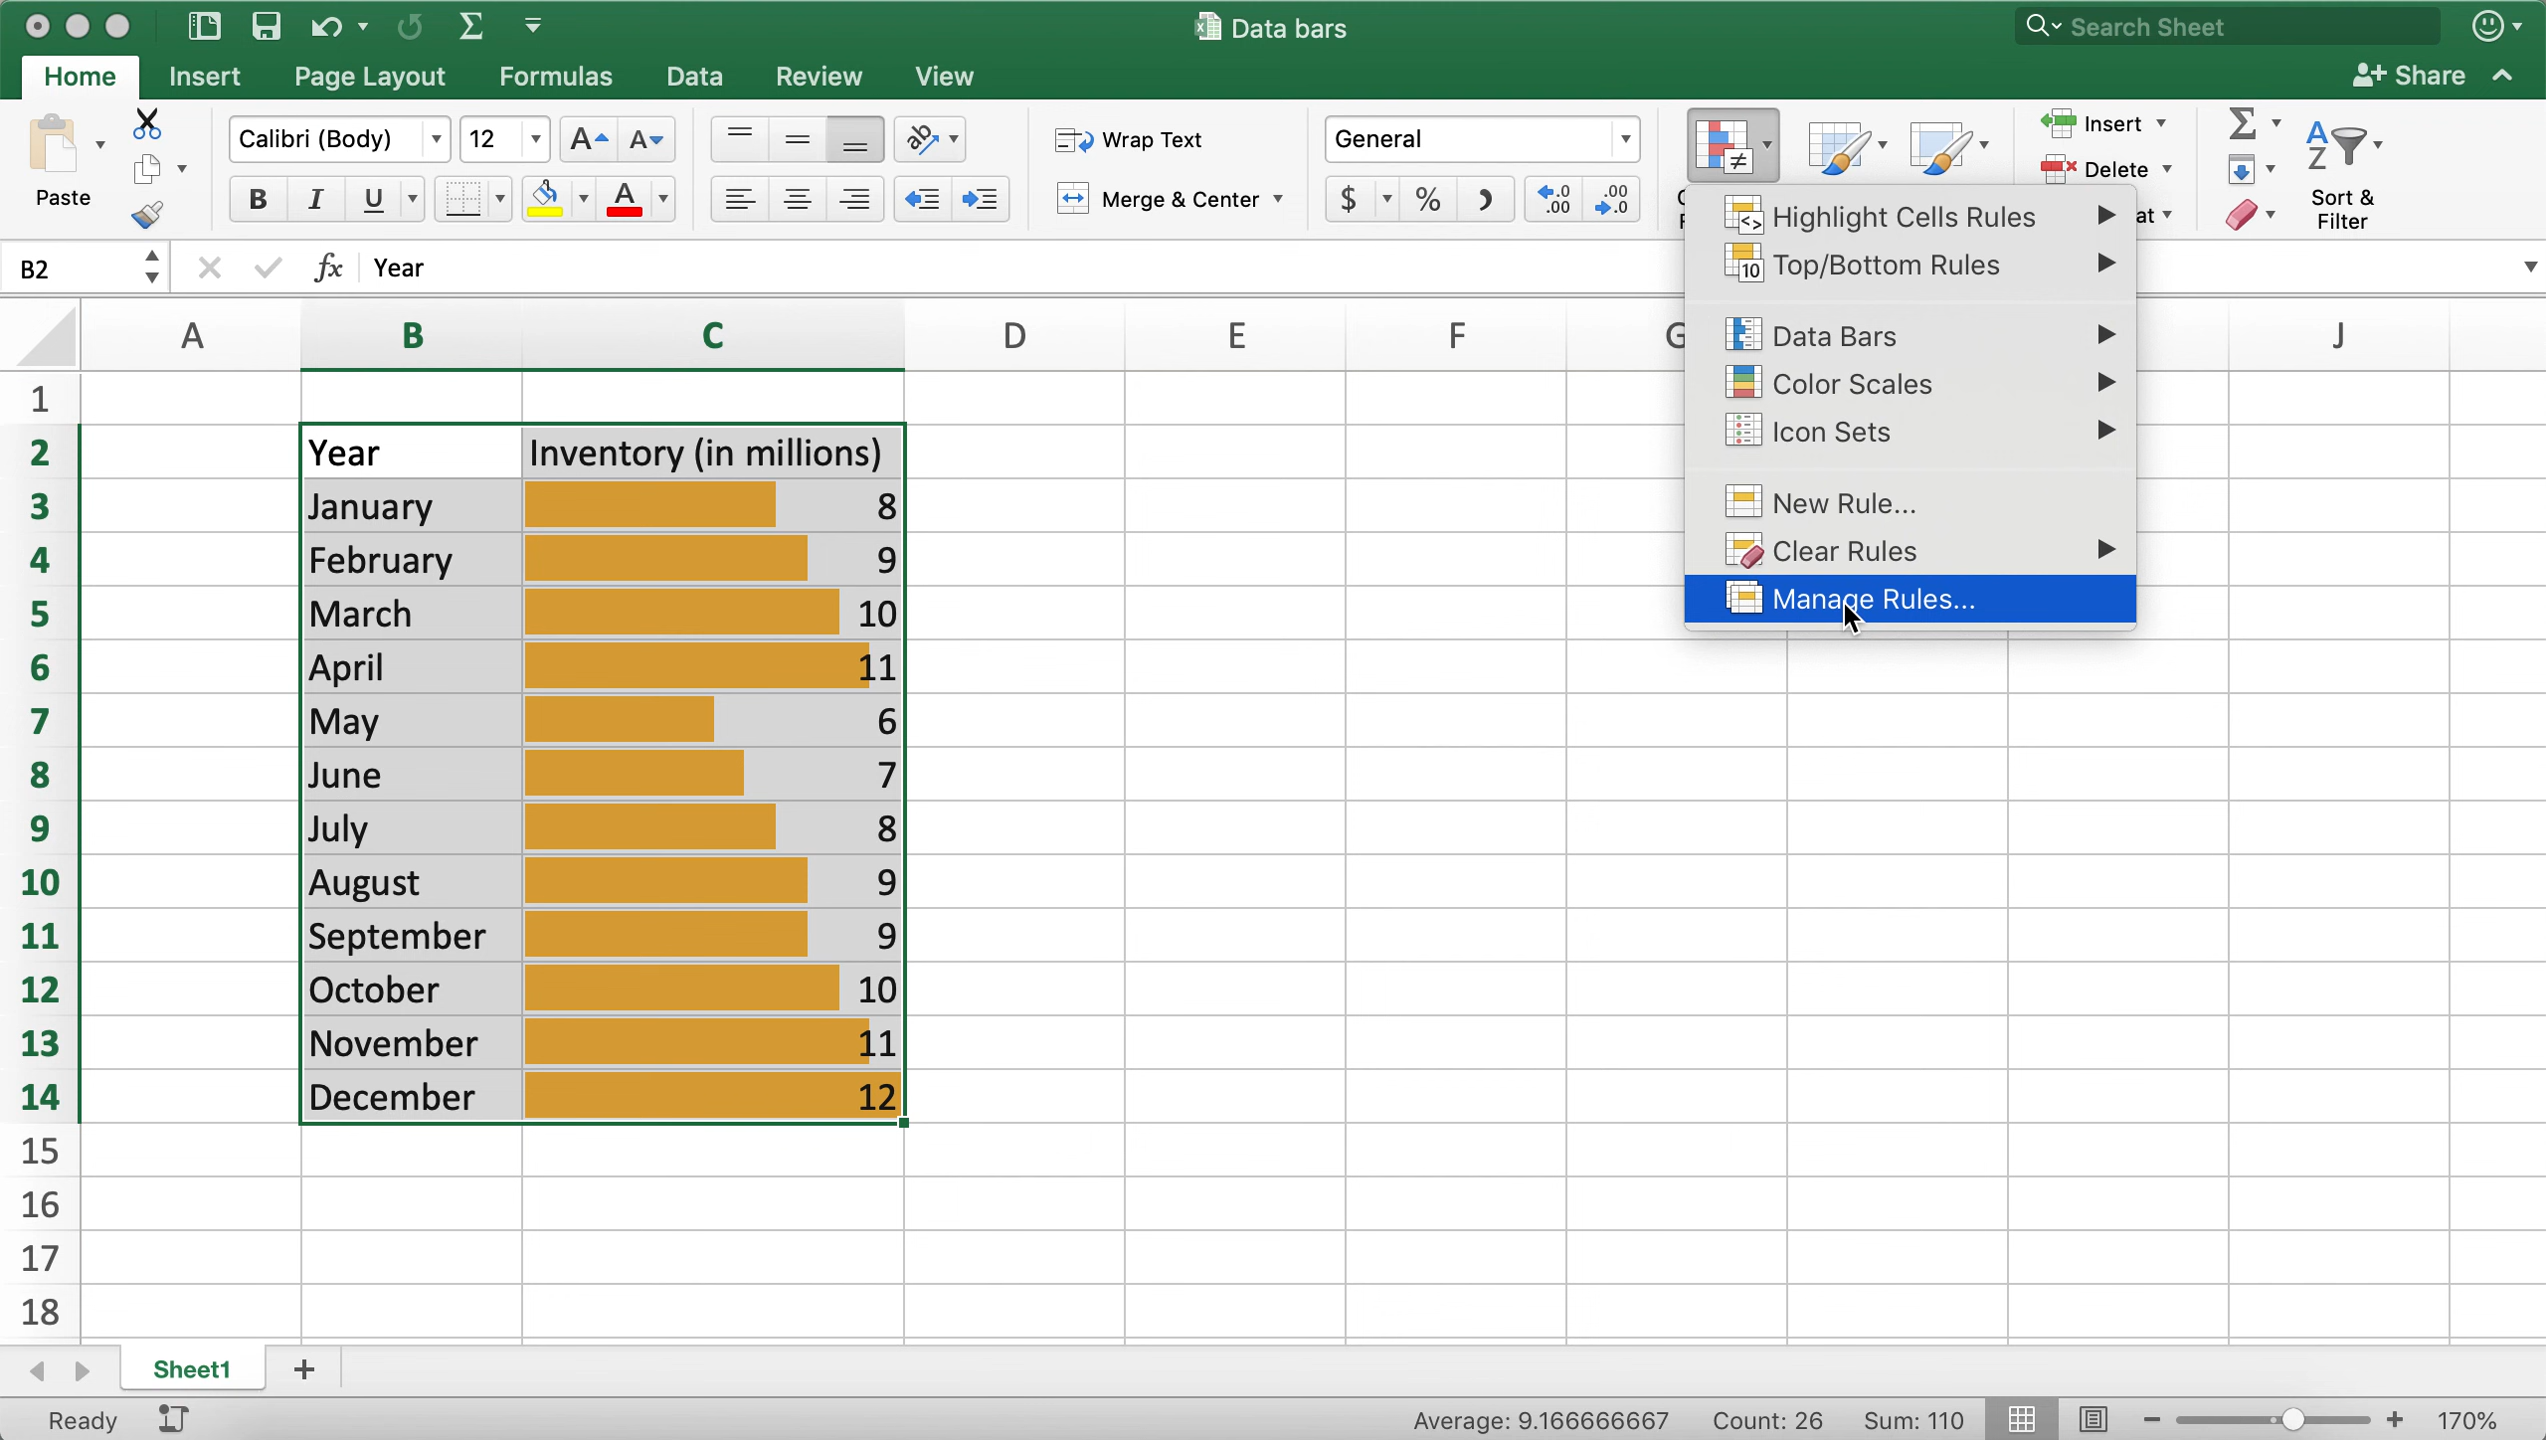 Data bars
Search Sheet
Home Insert Page Layout Formulas Data Review View
Share
Paste
Calibri (Body) 12
Wrap Text
General
Insert
B I U
Merge & Center
$ % )
Delete
Sort &
Filter
B2 fx Year
Highlight Cells Rules
Top/Bottom Rules
Data Bars
Color Scales
Icon Sets
New Rule...
Clear Rules
Manage Rules...
A B C D E F G J
1
2 Year Inventory (in millions)
3 January 8
4 February 9
5 March 10
6 April 11
7 May 6
8 June 7
9 July 8
10 August 9
11 September 9
12 October 10
13 November 11
14 December 12
15
16
17
18
Sheet1 +
Ready Average: 9.166666667 Count: 26 Sum: 110 170%